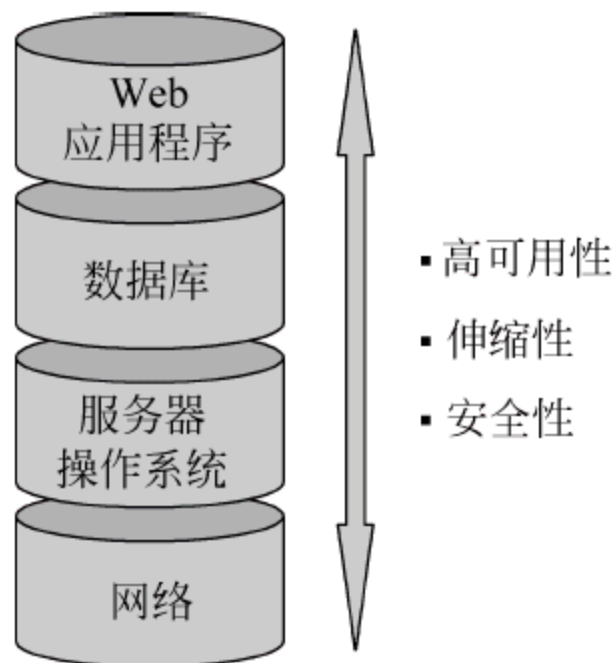 Web
应用程序
数据库
服务器
操作系统
网络
▪ 高可用性
▪ 伸缩性
▪ 安全性